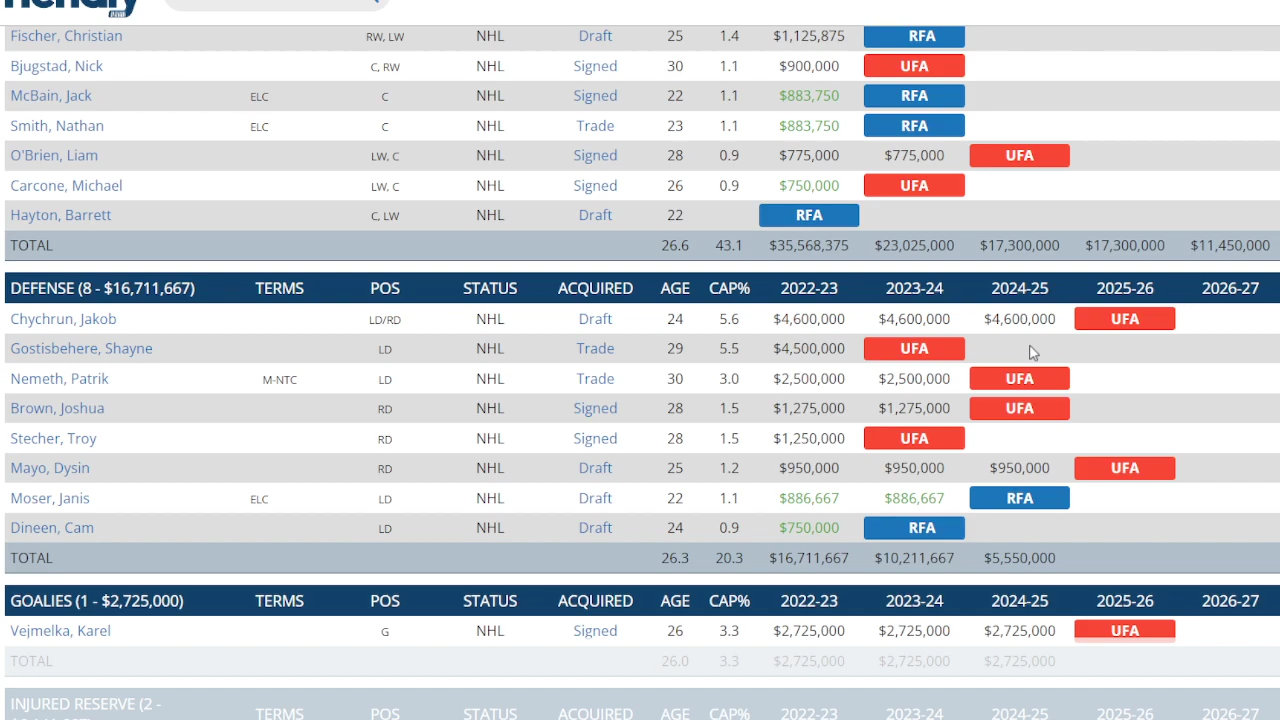 Fischer, Christian RW, LW NHL Draft 25 1.4 $1,125,875 RFA
Bjugstad, Nick C, RW NHL Signed 30 1.1 $900,000 UFA
McBain, Jack ELC C NHL Signed 22 1.1 $883,750 RFA
Smith, Nathan ELC C NHL Trade 23 1.1 $883,750 RFA
O'Brien, Liam LW, C NHL Signed 28 0.9 $775,000 $775,000 UFA
Carcone, Michael LW, C NHL Signed 26 0.9 $750,000 UFA
Hayton, Barrett C, LW NHL Draft 22 RFA
TOTAL 26.6 43.1 $35,568,375 $23,025,000 $17,300,000 $17,300,000 $11,450,000
DEFENSE (8 - $16,711,667) TERMS POS STATUS ACQUIRED AGE CAP% 2022-23 2023-24 2024-25 2025-26 2026-27
Chychrun, Jakob LD/RD NHL Draft 24 5.6 $4,600,000 $4,600,000 $4,600,000 UFA
Gostisbehere, Shayne LD NHL Trade 29 5.5 $4,500,000 UFA
Nemeth, Patrik M-NTC LD NHL Trade 30 3.0 $2,500,000 $2,500,000 UFA
Brown, Joshua RD NHL Signed 28 1.5 $1,275,000 $1,275,000 UFA
Stecher, Troy RD NHL Signed 28 1.5 $1,250,000 UFA
Mayo, Dysin RD NHL Draft 25 1.2 $950,000 $950,000 $950,000 UFA
Moser, Janis ELC LD NHL Draft 22 1.1 $886,667 $886,667 RFA
Dineen, Cam LD NHL Draft 24 0.9 $750,000 RFA
TOTAL 26.3 20.3 $16,711,667 $10,211,667 $5,550,000
GOALIES (1 - $2,725,000) TERMS POS STATUS ACQUIRED AGE CAP% 2022-23 2023-24 2024-25 2025-26 2026-27
Vejmelka, Karel G NHL Signed 26 3.3 $2,725,000 $2,725,000 $2,725,000 UFA
TOTAL 26.0 3.3 $2,725,000 $2,725,000 $2,725,000
INJURED RESERVE (2 - TERMS POS STATUS ACQUIRED AGE CAP% 2022-23 2023-24 2024-25 2025-26 2026-27